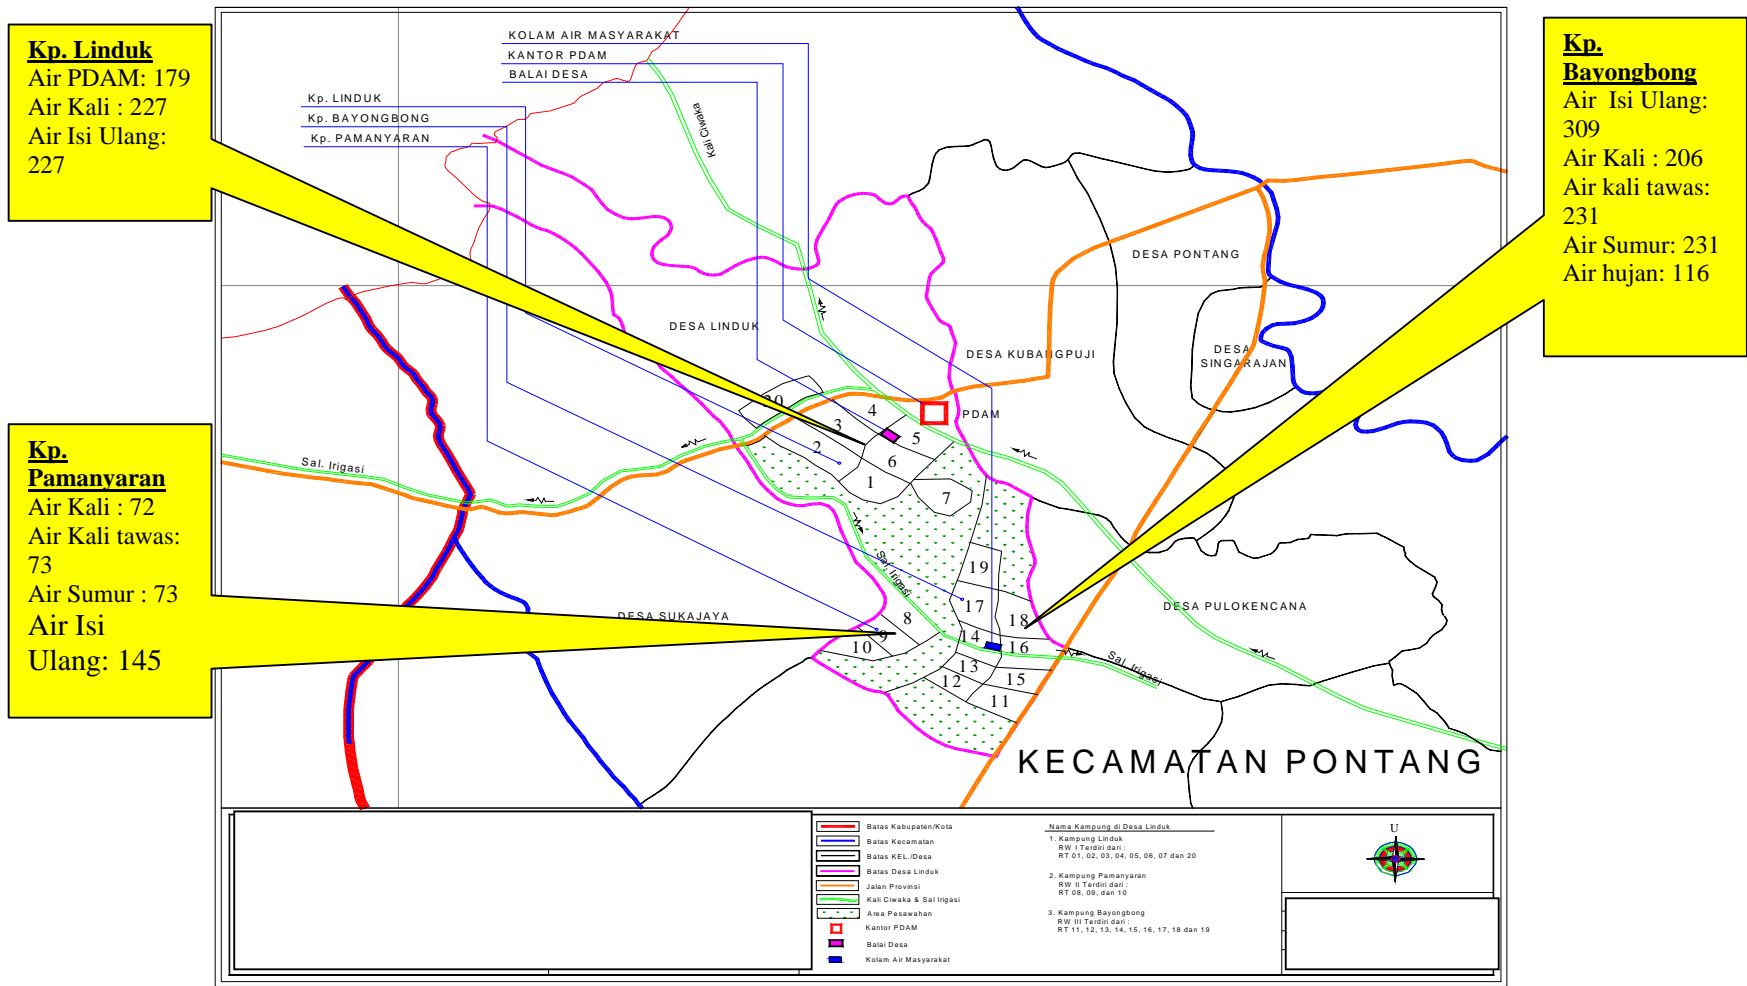 Kp. Linduk
Air PDAM: 179
Air Kali : 227
Air Isi Ulang:
227
Kp.
Pamanyaran
Air Kali : 72
Air Kali tawas:
73
Air Sumur : 73
Air Isi
Ulang: 145
Kp.
Bayongbong
Air Isi Ulang:
309
Air Kali : 206
Air kali tawas:
231
Air Sumur: 231
Air hujan: 116
KOLAM AIR MASYARAKAT
KANTOR PDAM
BALAI DESA
Kp. LINDUK
Kp. BAYONGBONG
Kp. PAMANYARAN
Kali Ciwaka
DESA PONTANG
DESA LINDUK
DESA KUBANGPUJI
DESA
SINGARAJAN
PDAM
20
4
3
5
2
6
1
7
Sal. Irigasi
Sal. Irigasi
19
17
18
DESA PULOKENCANA
DESA SUKAJAYA
8
9
10
14
16
13
15
12
11
Sal. Irigasi
KECAMATAN PONTANG
Batas Kabupaten/Kota
Batas Kecamatan
Batas KEL./Desa
Batas Desa Linduk
Jalan Provinsi
Kali Ciwaka & Sal Irigasi
Area Pesawahan
Kantor PDAM
Balai Desa
Kolam Air Masyarakat
Nama Kampung di Desa Linduk
1. Kampung Linduk
RW I Terdiri dari :
RT 01, 02, 03, 04, 05, 06, 07 dan 20
2. Kampung Pamanyaran
RW II Terdiri dari :
RT 08, 09, dan 10
3. Kampung Bayongbong
RW III Terdiri dari :
RT 11, 12, 13, 14, 15, 16, 17, 18 dan 19
U